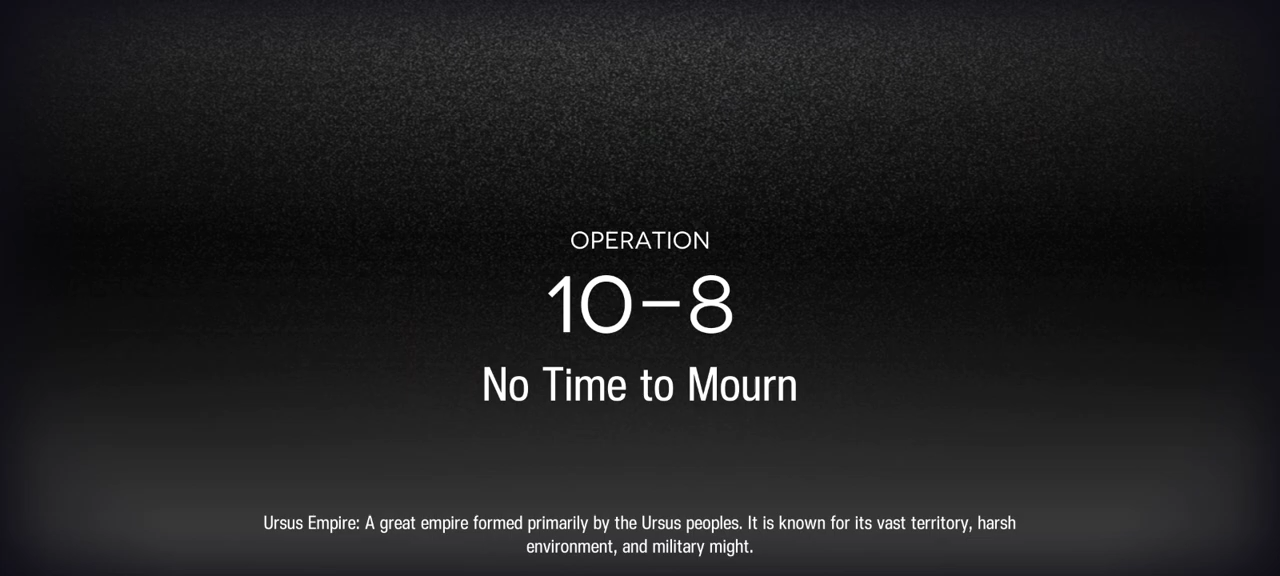 OPERATION
10-8
No Time to Mourn
Ursus Empire: A great empire formed primarily by the Ursus peoples. It is known for its vast territory, harsh
environment, and military might.